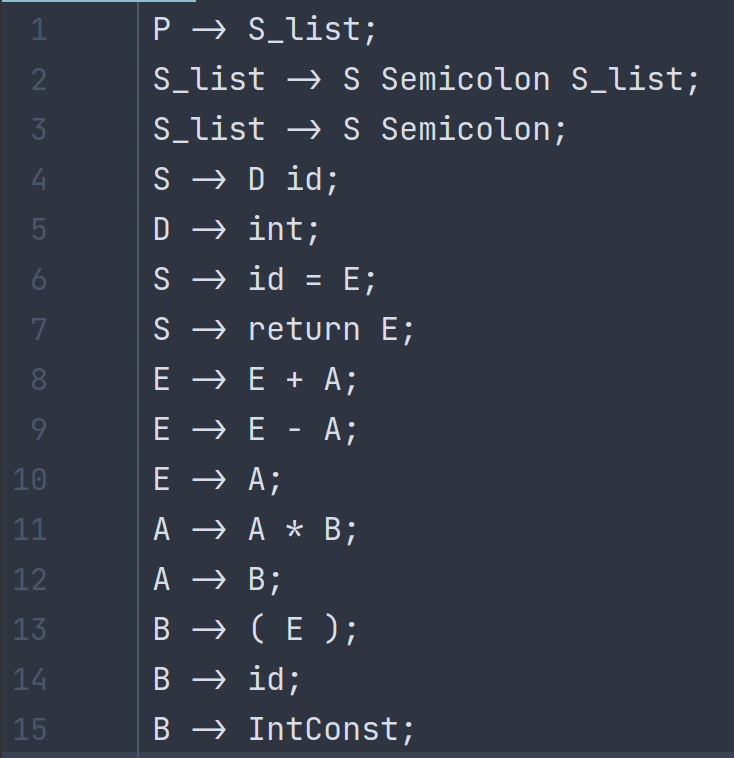 1 P -> S_list;
2 S_list -> S Semicolon S_list;
3 S_list -> S Semicolon;
4 S -> D id;
5 D -> int;
6 S -> id = E;
7 S -> return E;
8 E -> E + A;
9 E -> E - A;
10 E -> A;
11 A -> A * B;
12 A -> B;
13 B -> ( E );
14 B -> id;
15 B -> IntConst;